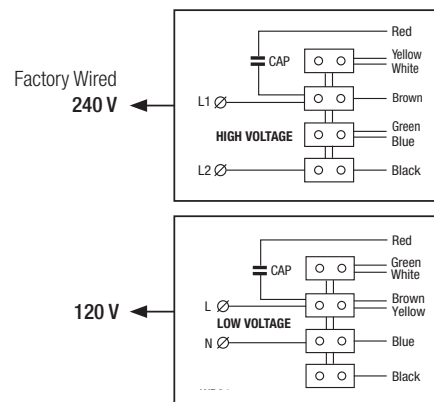 Red
Yellow
CAP
White
Factory Wired
240 V
L1
Brown
HIGH VOLTAGE
Green
Blue
L2
Black
Red
Green
CAP
White
Brown
L
Yellow
120 V
LOW VOLTAGE
N
Blue
Black